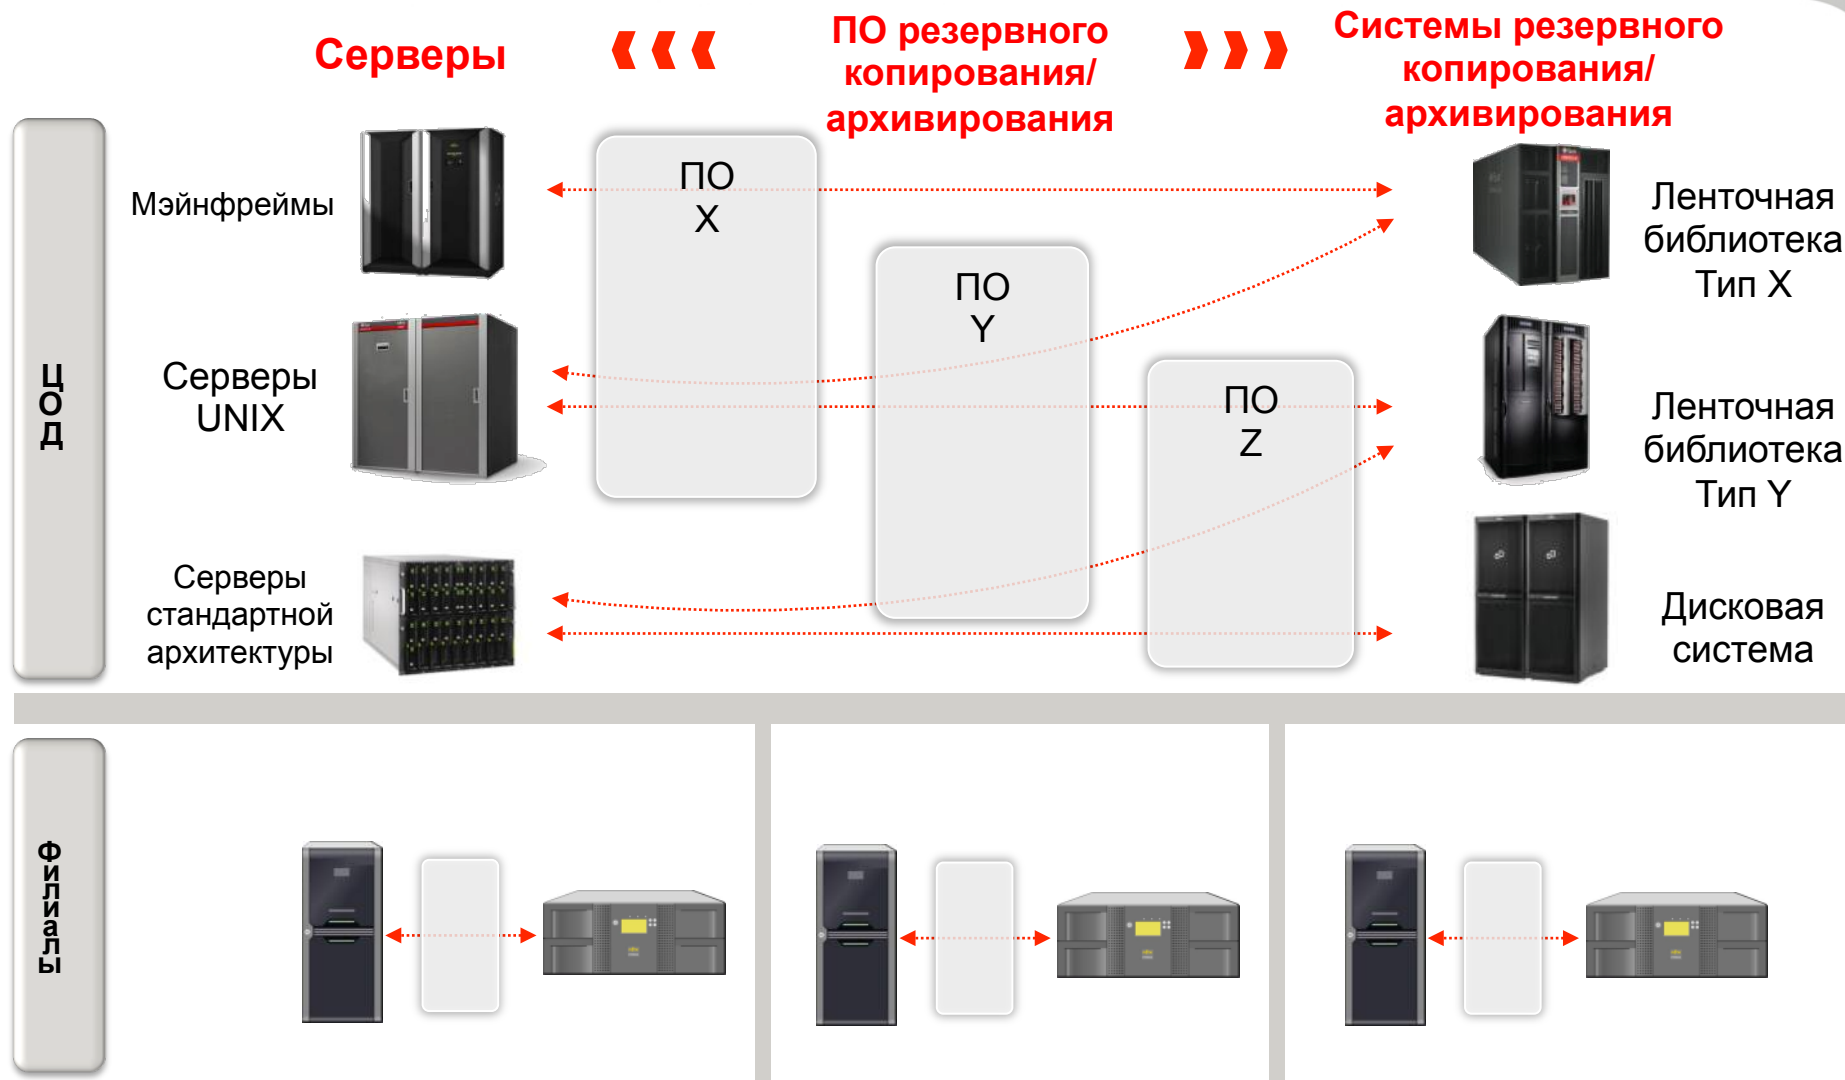 Серверы
ПО резервного
копирования/
архивирования
Системы резервного
копирования/
архивирования
ЦОД
Мэйнфреймы
ПО
X
Ленточная
библиотека
Тип X
Серверы
UNIX
ПО
Y
ПО
Z
Ленточная
библиотека
Тип Y
Серверы
стандартной
архитектуры
Дисковая
система
Филиалы